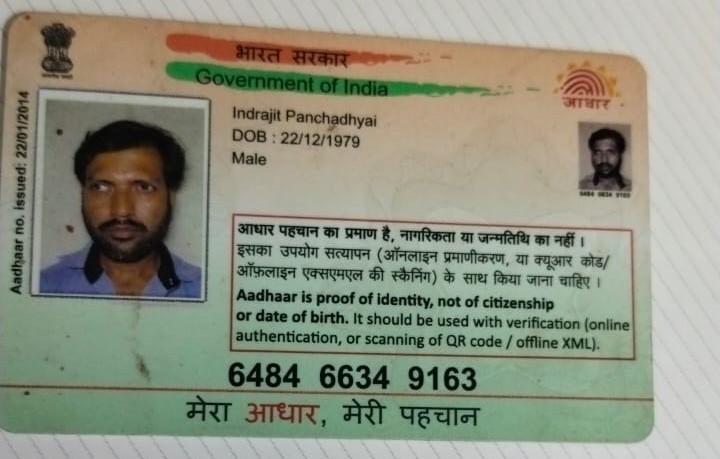 भारत सरकार
Government of India
आधार
Aadhaar no. issued: 22/01/2014
Indrajit Panchadhyai
DOB : 22/12/1979
Male
आधार पहचान का प्रमाण है, नागरिकता या जन्मतिथि का नहीं ।
इसका उपयोग सत्यापन (ऑनलाइन प्रमाणीकरण, या क्यूआर कोड/
ऑफ़लाइन एक्सएमएल की स्कैनिंग) के साथ किया जाना चाहिए ।
Aadhaar is proof of identity, not of citizenship
or date of birth. It should be used with verification (online
authentication, or scanning of QR code / offline XML).
6484 6634 9163
मेरा आधार, मेरी पहचान